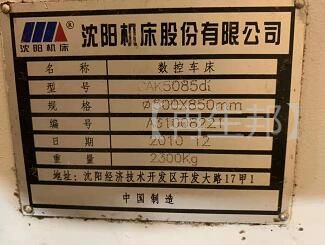 沈阳机床
沈阳机床股份有限公司
名称 数控车床
型号 CAK5085di
规格 Ø500X850mm
编号
日期 2010 12
重量 2300Kg
地址:沈阳经济技术开发区开发大路17甲1
中国制造